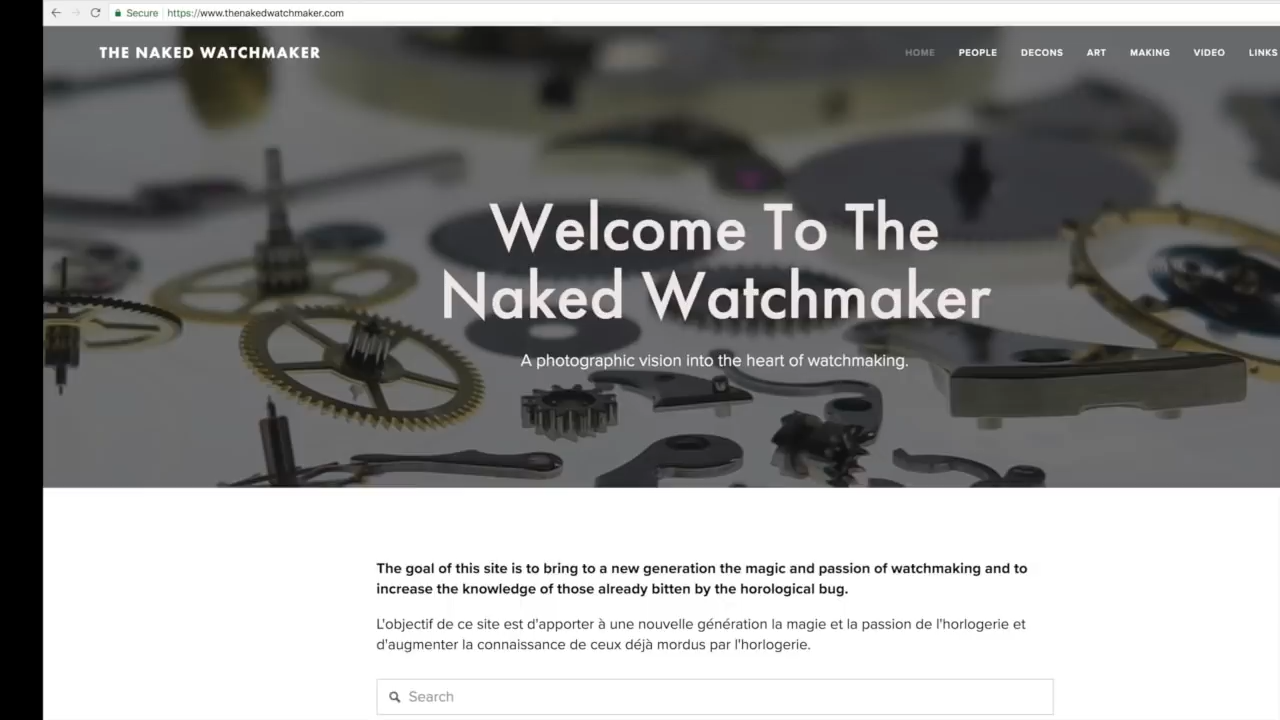 Secure https://www.thenakedwatchmaker.com
THE NAKED WATCHMAKER HOME PEOPLE DECONS ART MAKING VIDEO LINKS
Welcome To The
Naked Watchmaker
A photographic vision into the heart of watchmaking.
The goal of this site is to bring to a new generation the magic and passion of watchmaking and to
increase the knowledge of those already bitten by the horological bug.
L'objectif de ce site est d'apporter à une nouvelle génération la magie et la passion de l'horlogerie et
d'augmenter la connaissance de ceux déjà mordus par l'horlogerie.
Search